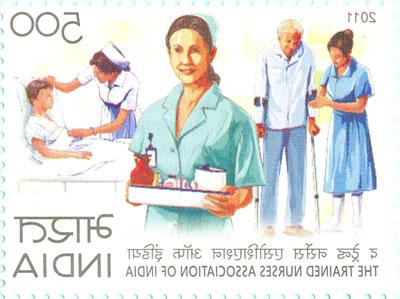 500
2011
भारत
INDIA
द ट्रेन्ड नर्सेस एसोसिएशन ऑफ इंडिया
THE TRAINED NURSES ASSOCIATION OF INDIA